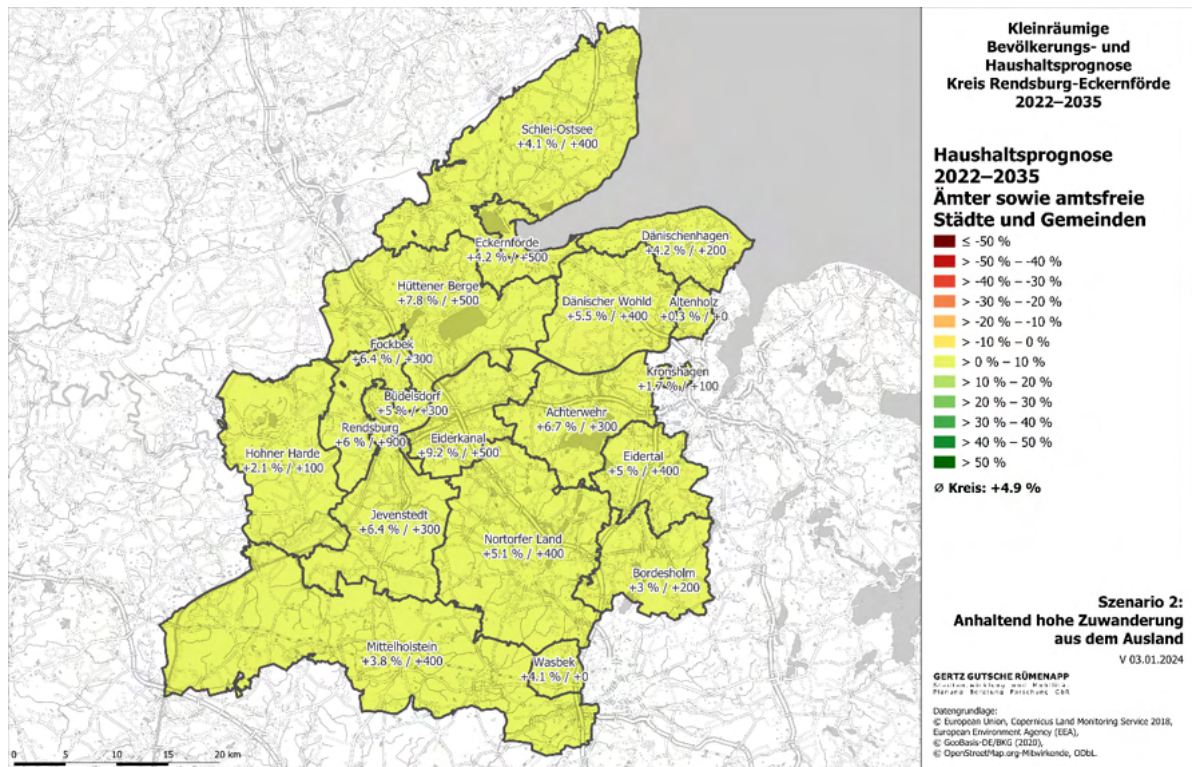 Kleinräumige
Bevölkerungs- und
Haushaltsprognose
Kreis Rendsburg-Eckernförde
2022–2035
Haushaltsprognose
2022–2035
Ämter sowie amtsfreie
Städte und Gemeinden
≤ -50 %
> -50 % – -40 %
> -40 % – -30 %
> -30 % – -20 %
> -20 % – -10 %
> -10 % – 0 %
> 0 % – 10 %
> 10 % – 20 %
> 20 % – 30 %
> 30 % – 40 %
> 40 % – 50 %
> 50 %
Ø Kreis: +4.9 %
Schlei-Ostsee
+4.1 % / +400
Eckernförde
+4.2 % / +500
Dänischenhagen
+4.2 % / +200
Hüttener Berge
+7.8 % / +500
Dänischer Wohld
+5.5 % / +400
Altenholz
+0.3 % / +0
Fockbek
+6.4 % / +300
Kronshagen
+1.7 % / +100
Büdelsdorf
+5 % / +300
Achterwehr
+6.7 % / +300
Rendsburg
+6 % / +900
Eiderkanal
+9.2 % / +500
Hohner Harde
+2.1 % / +100
Eidertal
+5 % / +400
Jevenstedt
+6.4 % / +300
Nortorfer Land
+5.1 % / +400
Bordesholm
+3 % / +200
Mittelholstein
+3.8 % / +400
Wasbek
+4.1 % / +0
0 5 10 15 20 km
Szenario 2:
Anhaltend hohe Zuwanderung
aus dem Ausland
V 03.01.2024
GERTZ GUTSCHE RÜMENAPP
Stadtentwicklung und Mobilität
Planung Beratung Forschung GbR
Datengrundlage:
© European Union, Copernicus Land Monitoring Service 2018,
European Environment Agency (EEA),
© GeoBasis-DE/BKG (2020),
© OpenStreetMap.org-Mitwirkende, ODbL.